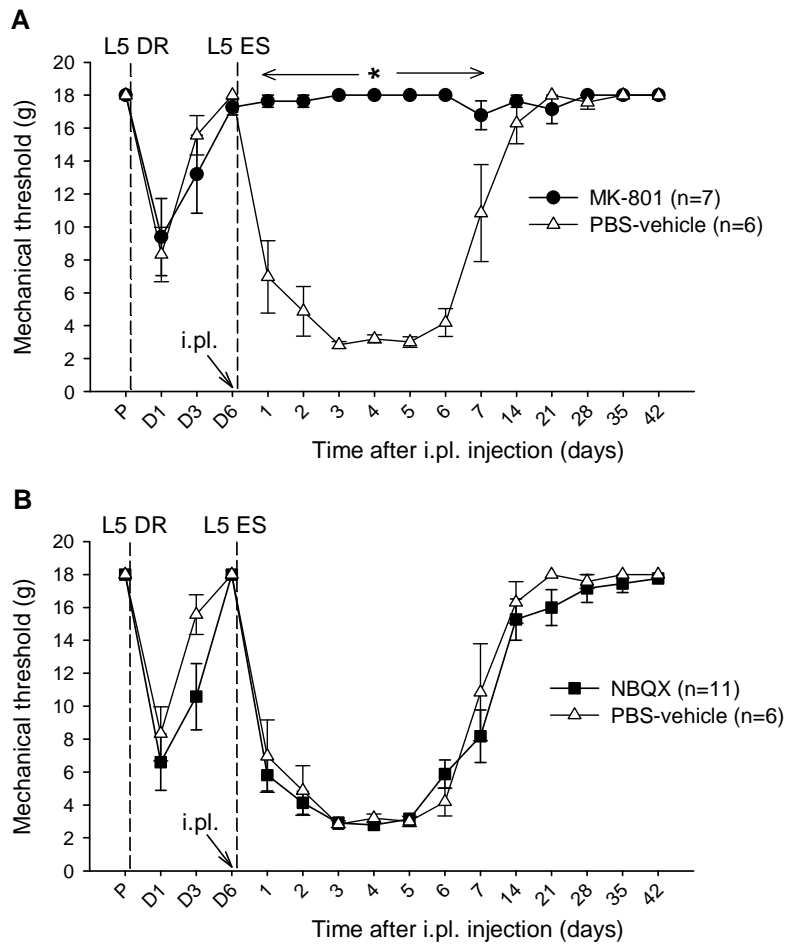 A
L5 DR
L5 ES
*
20
18
16
14
12
10
8
6
4
2
0
Mechanical threshold (g)
MK-801 (n=7)
PBS-vehicle (n=6)
i.pl.
P D1 D3 D6 1 2 3 4 5 6 7 14 21 28 35 42
Time after i.pl. injection (days)
B
L5 DR
L5 ES
20
18
16
14
12
10
8
6
4
2
0
Mechanical threshold (g)
NBQX (n=11)
PBS-vehicle (n=6)
i.pl.
P D1 D3 D6 1 2 3 4 5 6 7 14 21 28 35 42
Time after i.pl. injection (days)